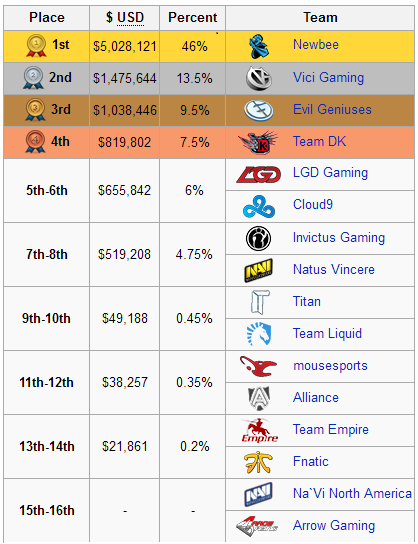 Place $ USD Percent Team
1st $5,028,121 46% Newbee
2nd $1,475,644 13.5% Vici Gaming
3rd $1,038,446 9.5% Evil Geniuses
4th $819,802 7.5% Team DK
5th-6th $655,842 6% LGD LGD Gaming
Cloud9
7th-8th $519,208 4.75% Invictus Gaming
NAVI Natus Vincere
9th-10th $49,188 0.45% Titan
Team Liquid
11th-12th $38,257 0.35% mousesports
Alliance
13th-14th $21,861 0.2% Empire Team Empire
Fnatic
15th-16th - - NAVI Na`Vi North America
Arrow Gaming